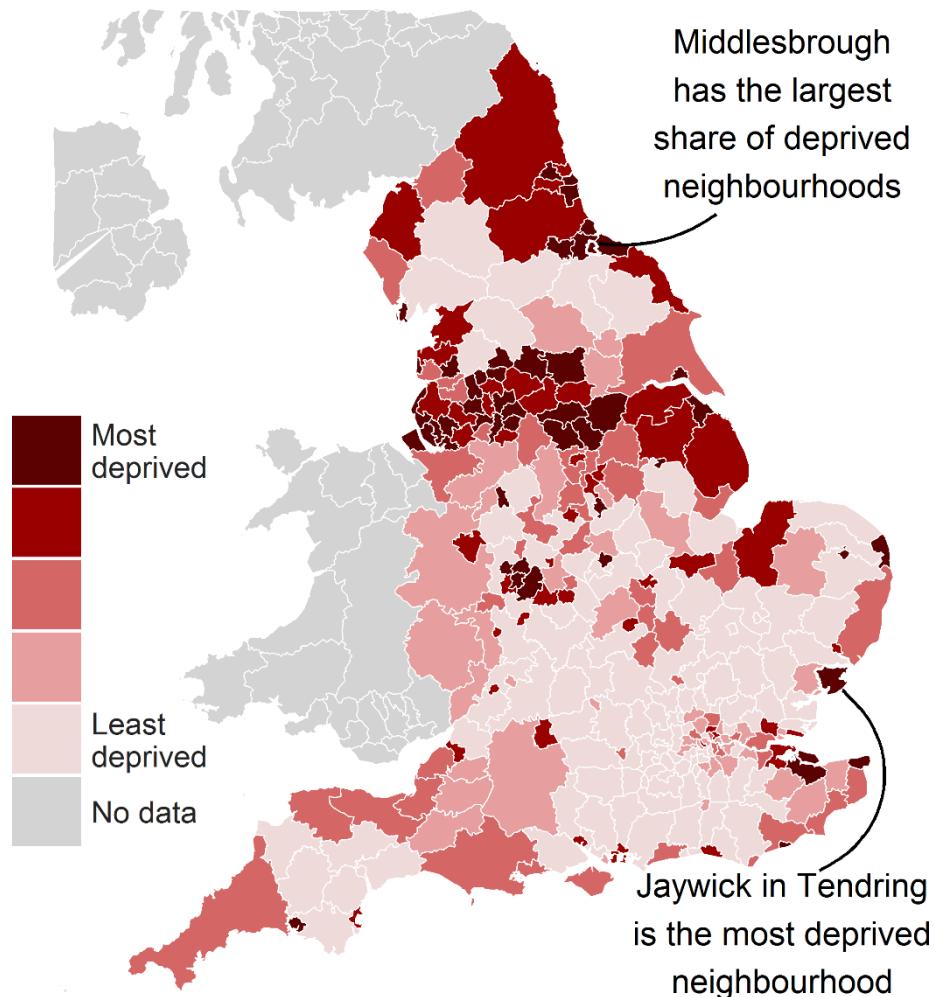 Middlesbrough
has the largest
share of deprived
neighbourhoods
Most
deprived
Least
deprived
No data
Jaywick in Tendring
is the most deprived
neighbourhood